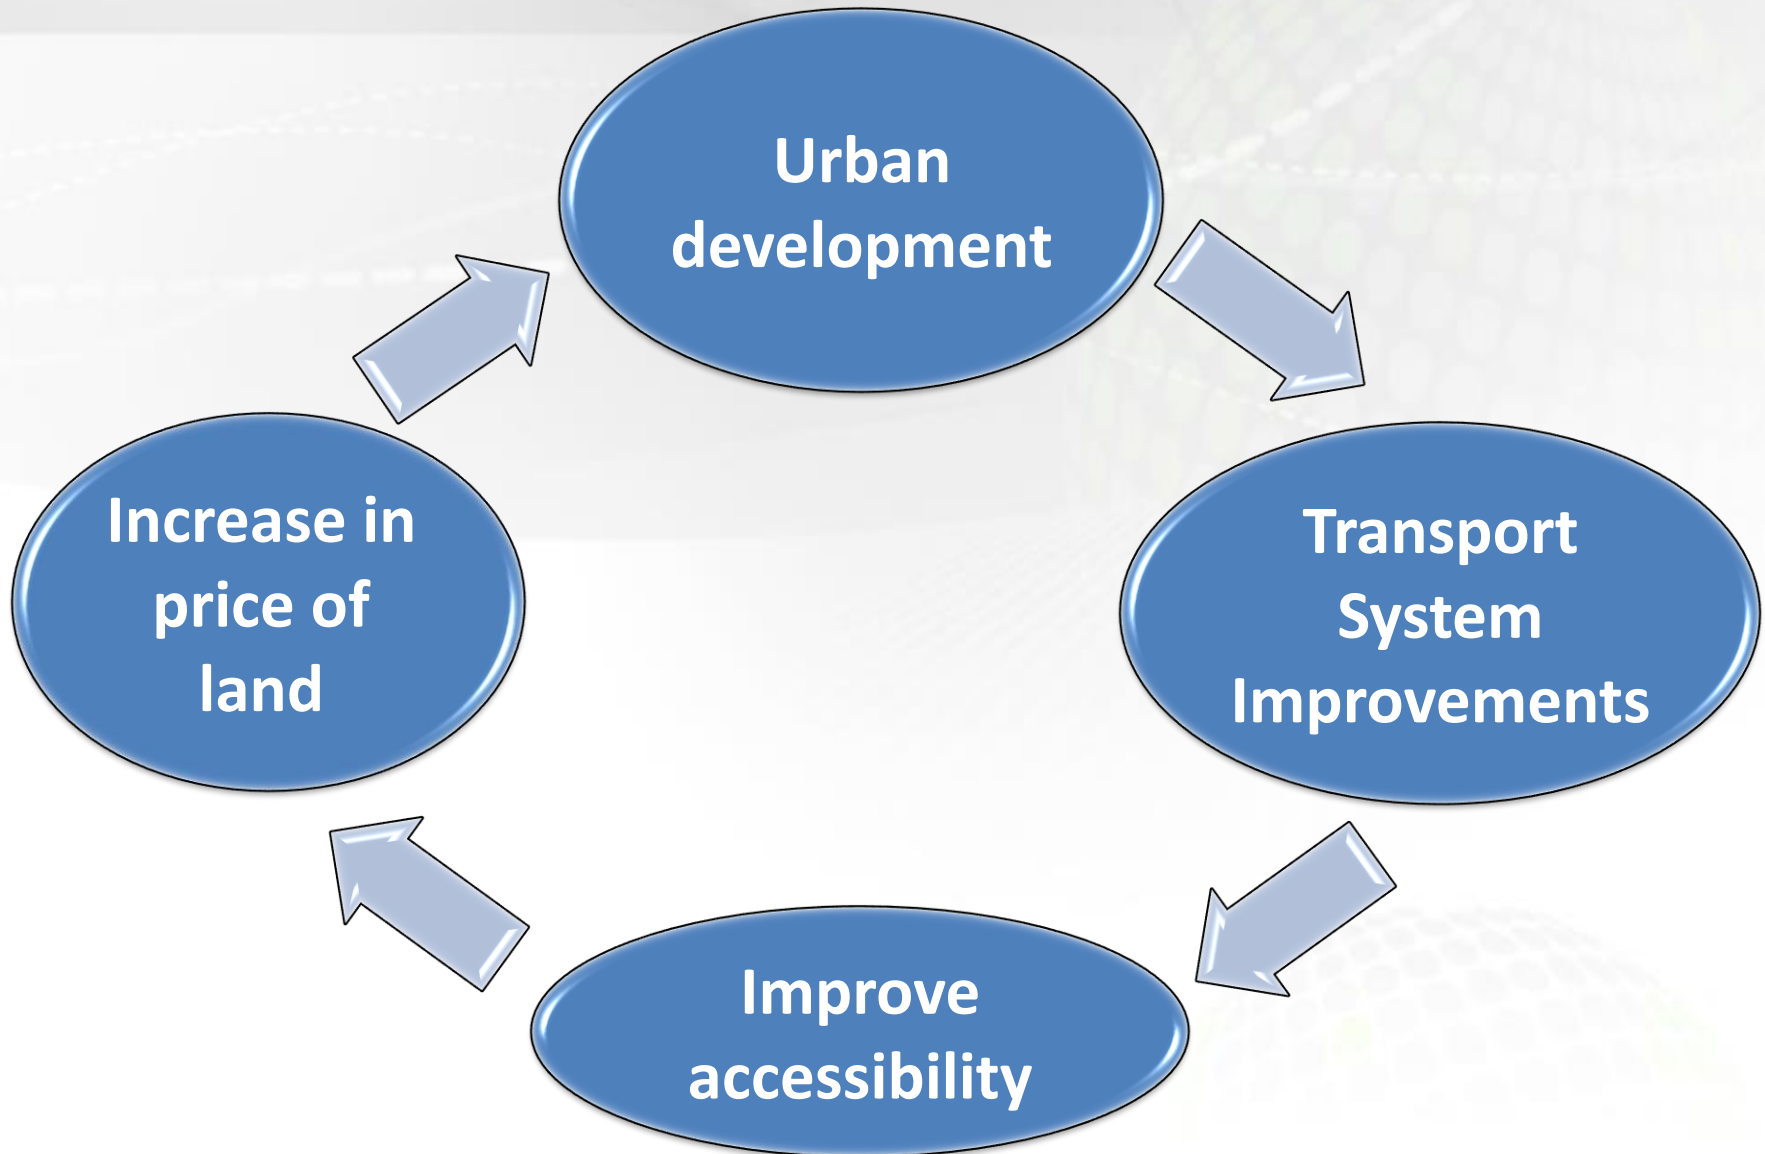 Urban
development
Transport
System
Improvements
Improve
accessibility
Increase in
price of
land